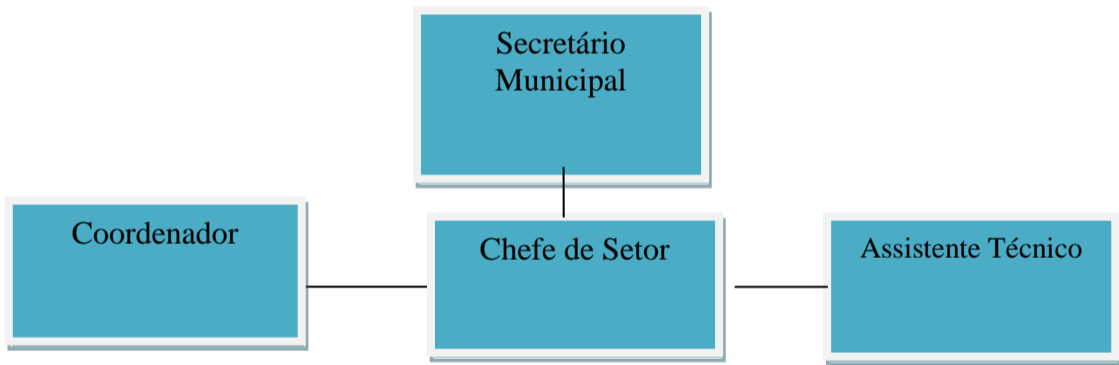 Secretário
Municipal
Coordenador
Chefe de Setor
Assistente Técnico